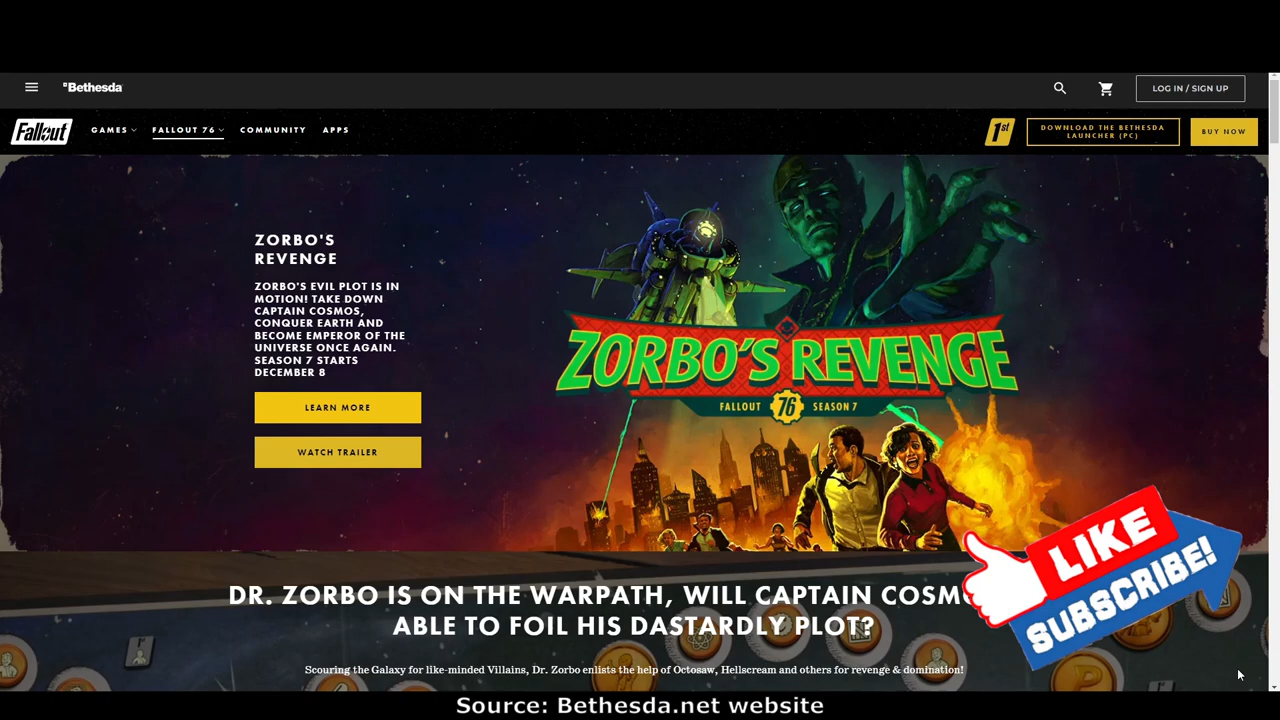 Bethesda
LOG IN / SIGN UP
Fallout
GAMES
FALLOUT 76
COMMUNITY
APPS
1st
DOWNLOAD THE BETHESDA
LAUNCHER (PC)
BUY NOW
ZORBO'S
REVENGE
ZORBO'S EVIL PLOT IS IN
MOTION! TAKE DOWN
CAPTAIN COSMOS,
CONQUER EARTH AND
BECOME EMPEROR OF THE
UNIVERSE ONCE AGAIN.
SEASON 7 STARTS
DECEMBER 8
LEARN MORE
WATCH TRAILER
ZORBO'S REVENGE
FALLOUT 76 SEASON 7
LIKE
SUBSCRIBE!
DR. ZORBO IS ON THE WARPATH, WILL CAPTAIN COSMO
ABLE TO FOIL HIS DASTARDLY PLOT?
Scouring the Galaxy for like-minded Villains, Dr. Zorbo enlists the help of Octosaw, Hellscream and others for revenge & domination!
Source: Bethesda.net website